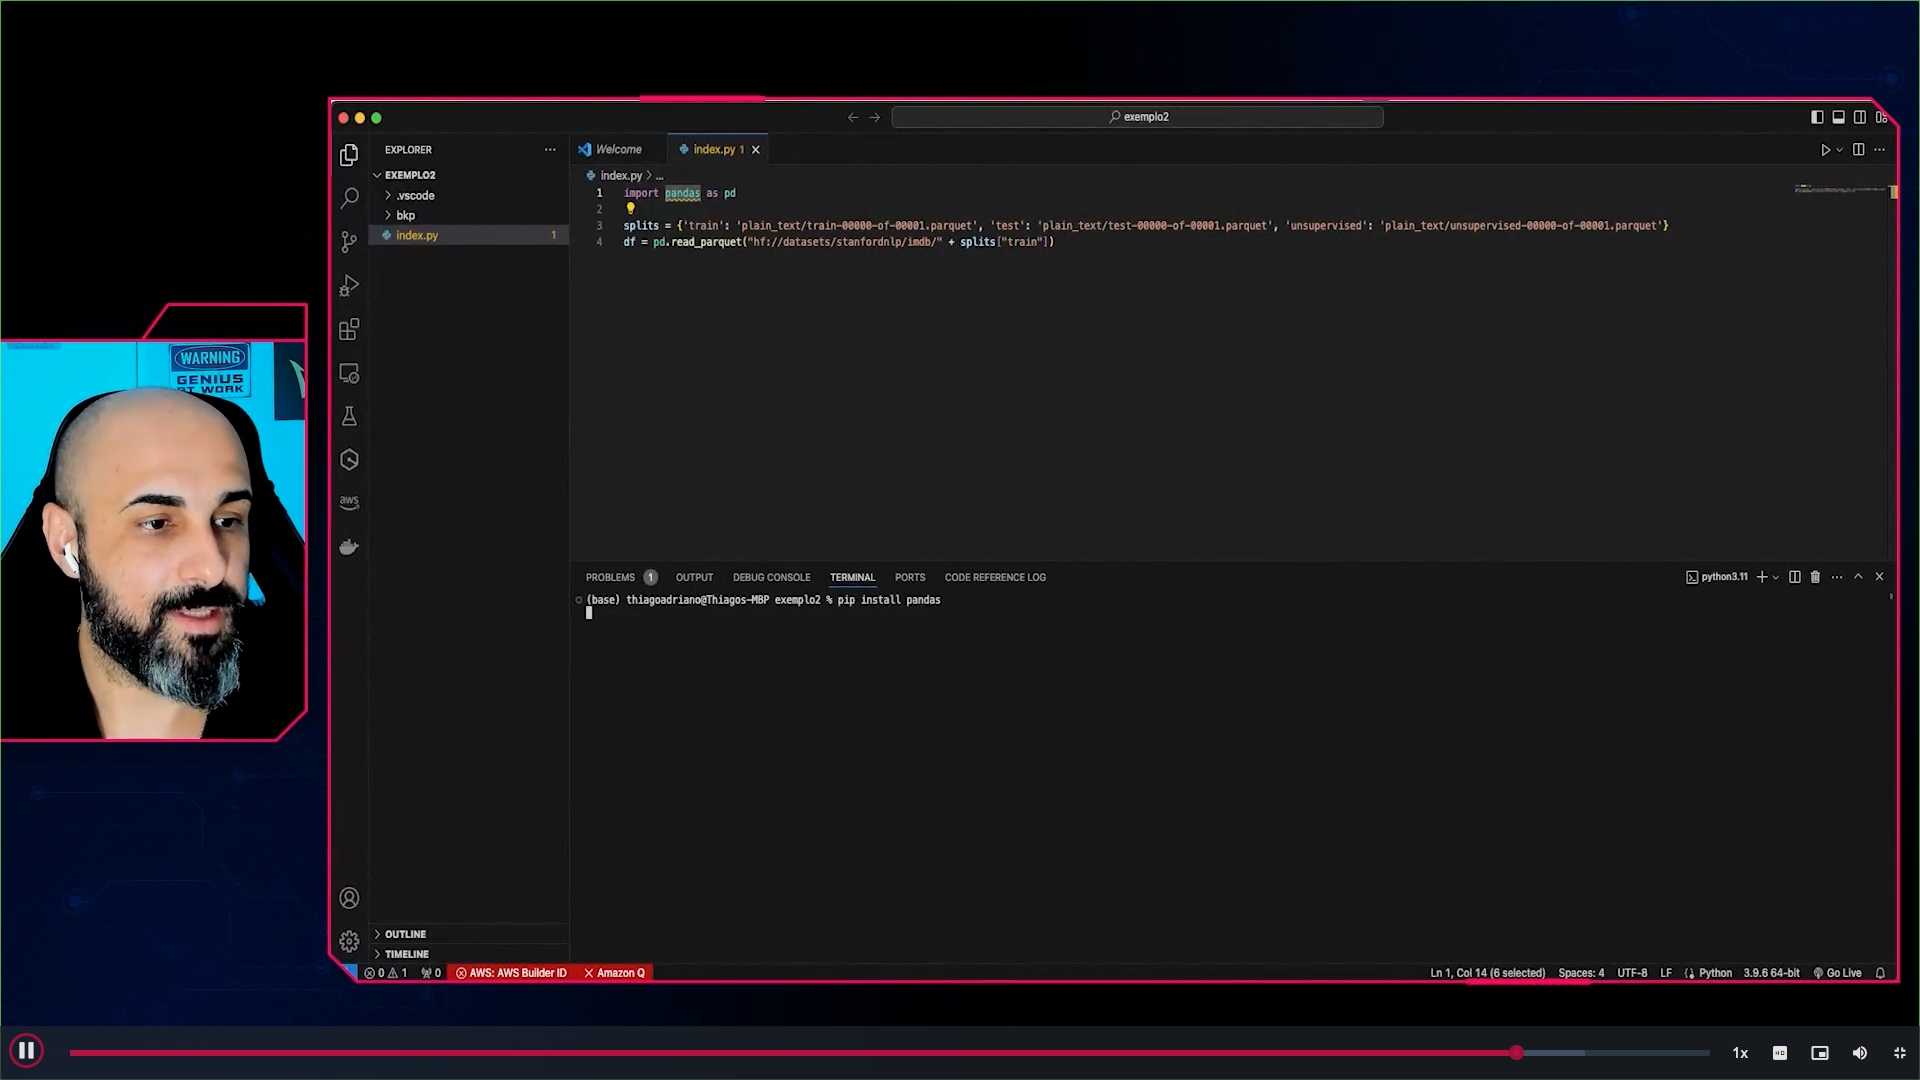 exemplo2
EXPLORER
Welcome
index.py 1
EXEMPLO2
.vscode
bkp
index.py 1
index.py > ...
1 import pandas as pd
2
3 splits = {'train': 'plain_text/train-00000-of-00001.parquet', 'test': 'plain_text/test-00000-of-00001.parquet', 'unsupervised': 'plain_text/unsupervised-00000-of-00001.parquet'}
4 df = pd.read_parquet("hf://datasets/stanfordnlp/imdb/" + splits["train"])
WARNING
GENIUS
AT WORK
aws
PROBLEMS 1 OUTPUT DEBUG CONSOLE TERMINAL PORTS CODE REFERENCE LOG
python3.11
(base) thiagoadriano@Thiagos-MBP exemplo2 % pip install pandas
OUTLINE
TIMELINE
0 1 0 AWS: AWS Builder ID Amazon Q
Ln 1, Col 14 (6 selected) Spaces: 4 UTF-8 LF Python 3.9.6 64-bit Go Live
1x